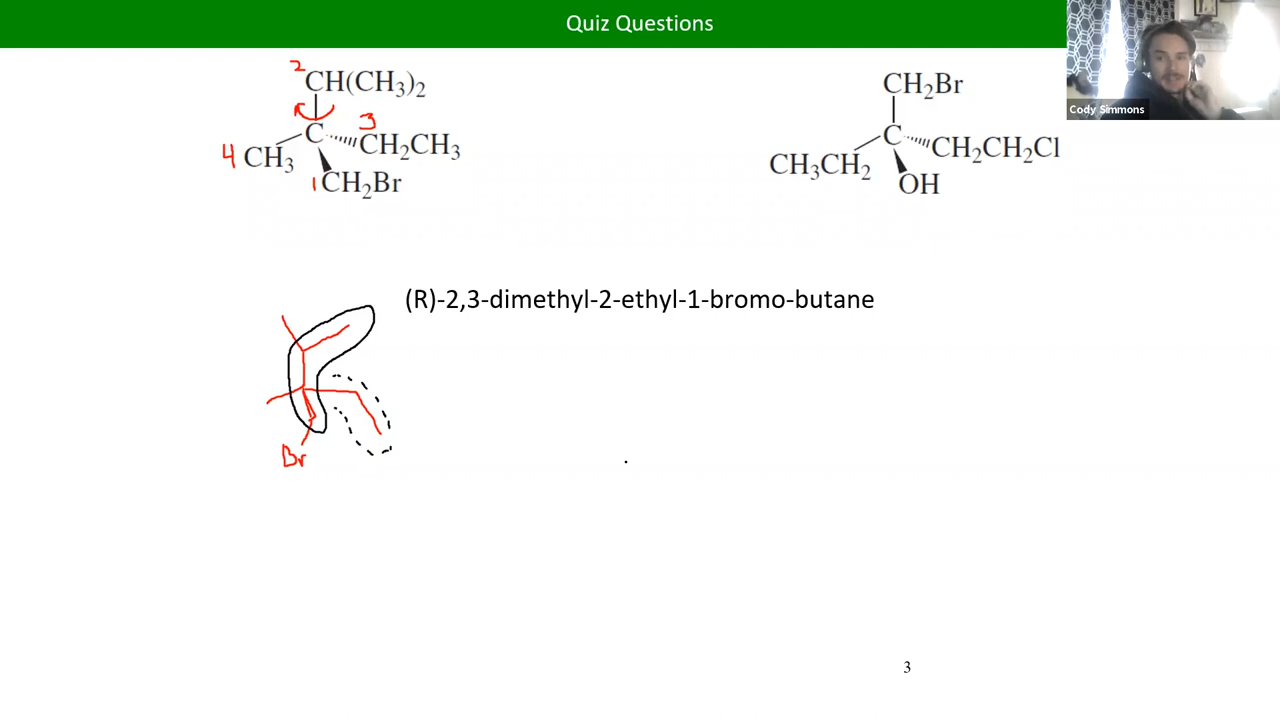 Quiz Questions
Cody Simmons
2
CH(CH3)2
3
C
CH2CH3
4
CH3
1
CH2Br
CH2Br
C
CH2CH2Cl
CH3CH2
OH
(R)-2,3-dimethyl-2-ethyl-1-bromo-butane
Br
3